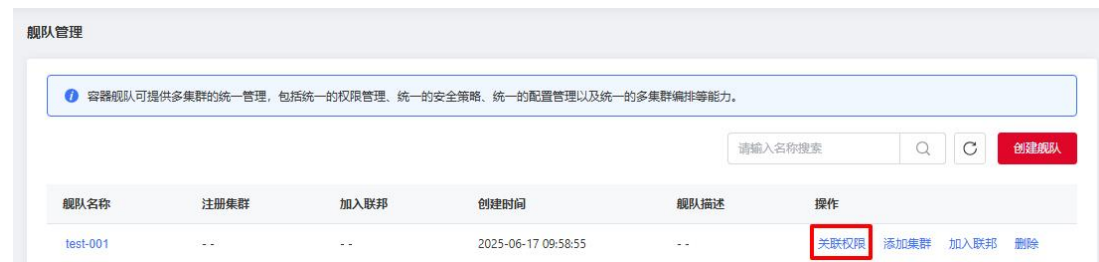 舰队管理
容器舰队可提供多集群的统一管理，包括统一的权限管理、统一的安全策略、统一的配置管理以及统一的多集群编排等能力。
请输入名称搜索 创建舰队
舰队名称 注册集群 加入联邦 创建时间 舰队描述 操作
test-001 - - - - 2025-06-17 09:58:55 - - 关联权限 添加集群 加入联邦 删除